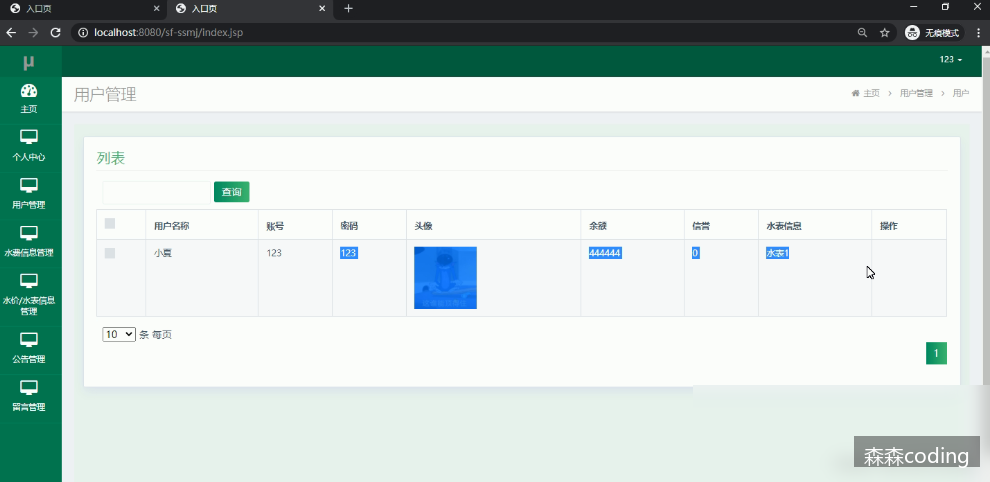 入口页
入口页
localhost:8080/sf-ssmj/index.jsp
无痕模式
μ
123
主页
个人中心
用户管理
水费信息管理
水价/水表信息
管理
公告管理
留言管理
用户管理
主页 > 用户管理 > 用户
列表
查询
用户名称 账号 密码 头像 余额 信誉 水表信息 操作
小夏 123 123 444444 0 水表1
10 条 每页
1
森森coding